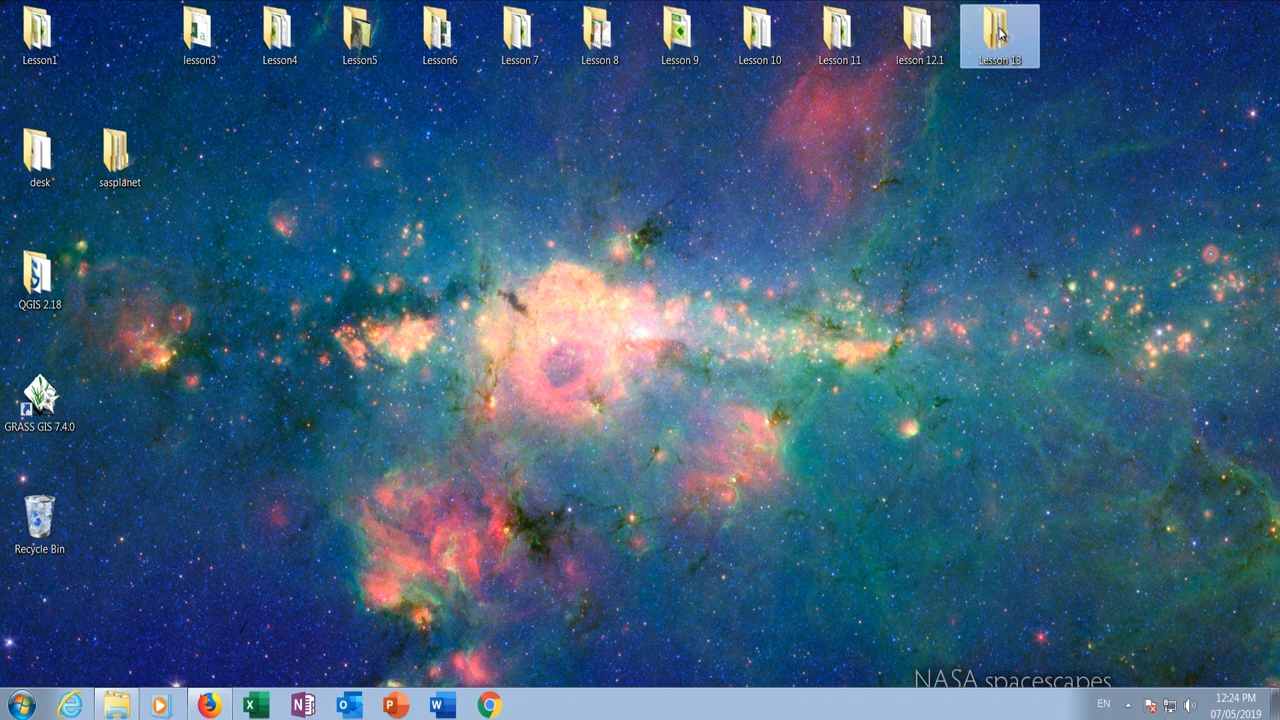 Lesson1
lesson3
Lesson4
Lesson5
Lesson6
Lesson 7
Lesson 8
Lesson 9
Lesson 10
Lesson 11
lesson 12.1
Lesson 13
desk
sasplanet
QGIS 2.18
GRASS GIS 7.4.0
Recycle Bin
NASA spacescapes
EN
12:24 PM
07/05/2019